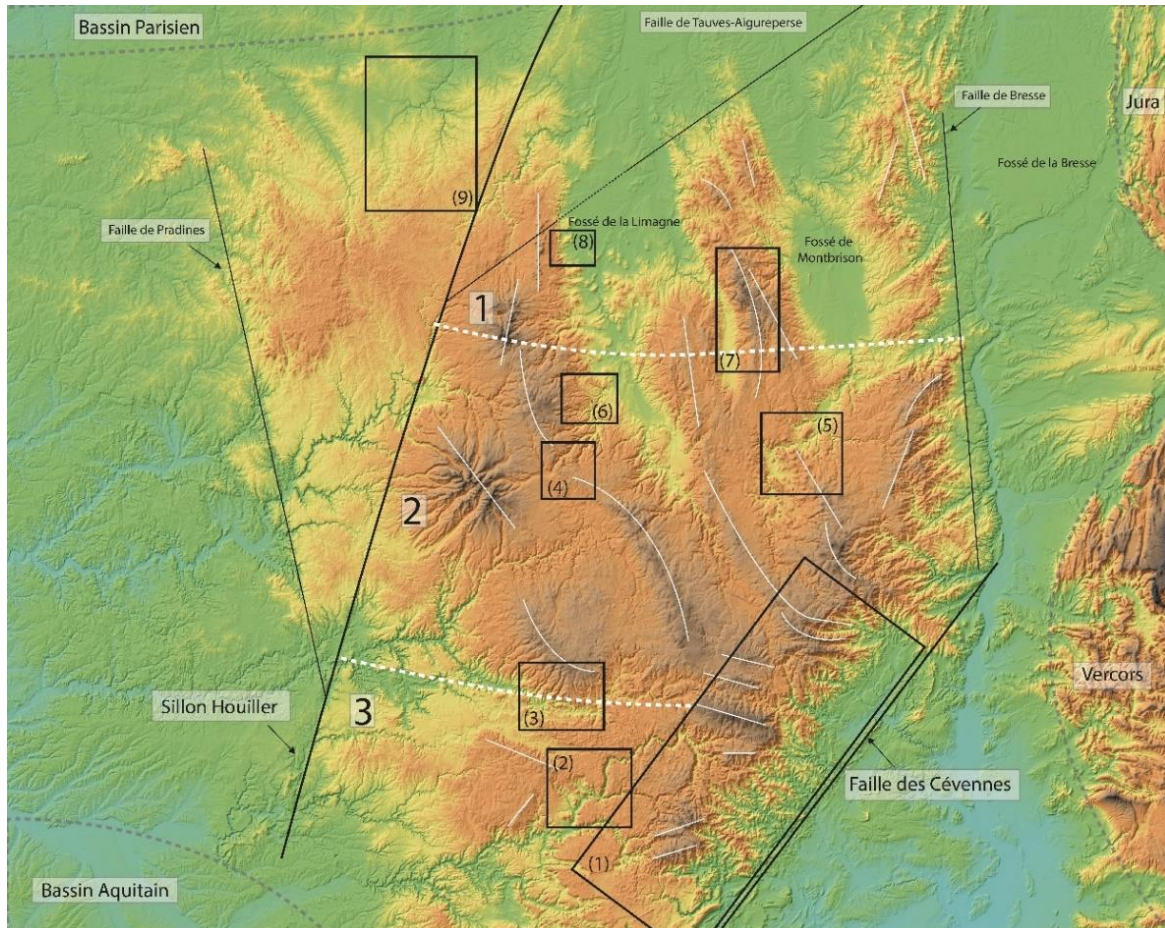 Bassin Parisien
Faille de Tauves-Aigureperse
Jura
Faille de Bresse
Fossé de la Bresse
(9)
Faille de Pradines
Fossé de la Limagne
(8)
Fossé de
Montbrison
1
(7)
(6)
(5)
(4)
2
Vercors
Sillon Houiller
3
(3)
(2)
Faille des Cévennes
(1)
Bassin Aquitain